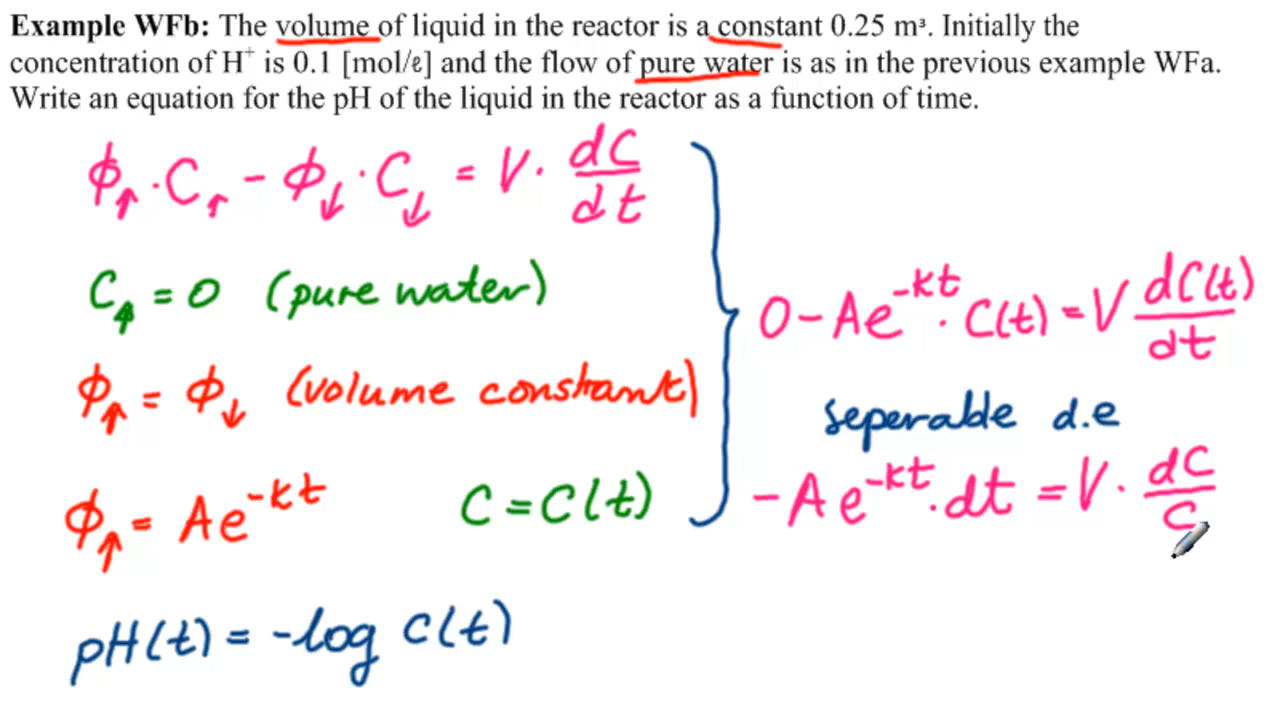 Example WFb: The volume of liquid in the reactor is a constant 0.25 m³. Initially the
concentration of H⁺ is 0.1 [mol/ℓ] and the flow of pure water is as in the previous example WFa.
Write an equation for the pH of the liquid in the reactor as a function of time.
ϕ↑ · C↑ - ϕ↓ · C↓ = V · dC/dt
C↑ = 0 (pure water)
ϕ↑ = ϕ↓ (volume constant)
ϕ↑ = Ae^-kt C = C(t)
pH(t) = -log C(t)
0 - Ae^-kt · C(t) = V dC(t)/dt
seperable d.e
-Ae^-kt · dt = V · dC/C